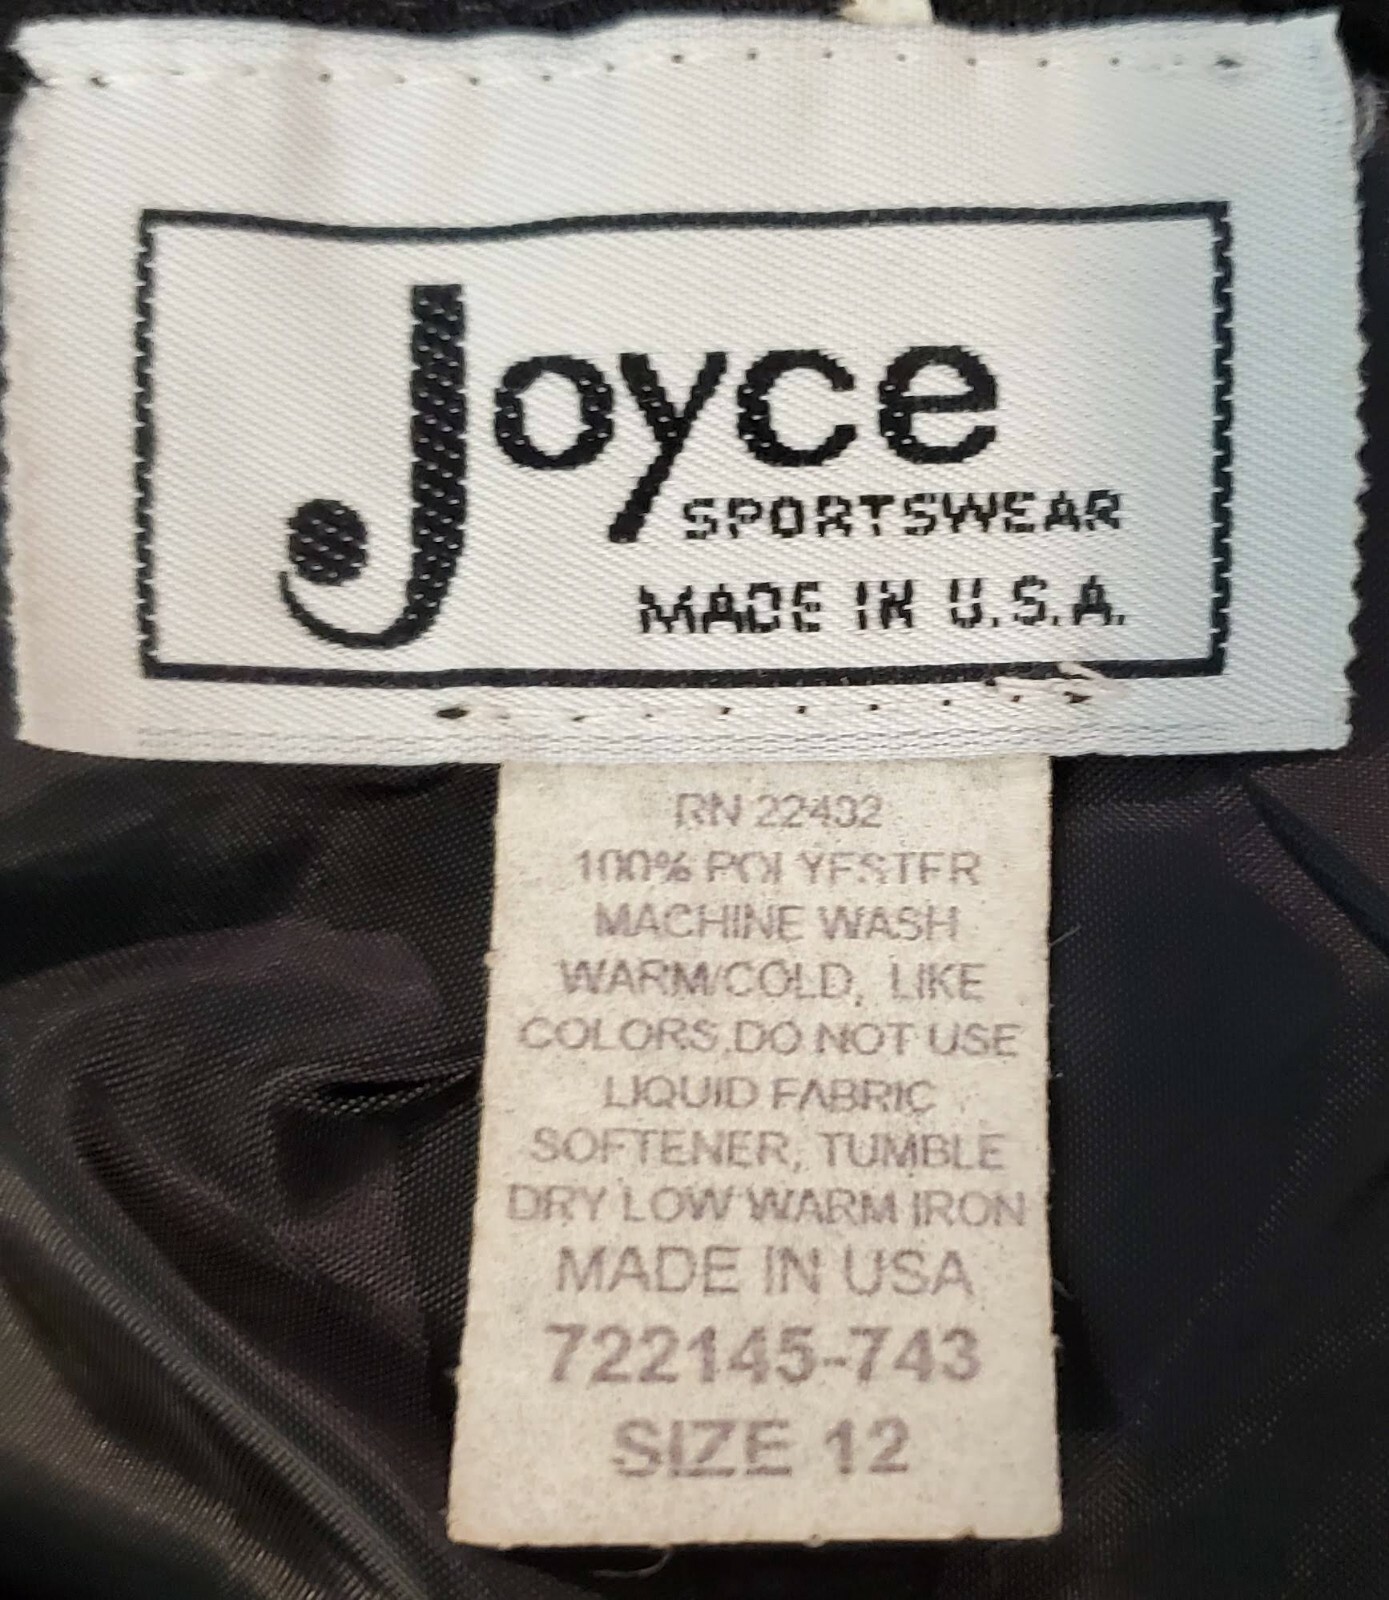 Joyce
SPORTSWEAR
MADE IN U.S.A.
RN 22432
100% POLYESTER
MACHINE WASH
WARM/COLD, LIKE
COLORS.DO NOT USE
LIQUID FABRIC
SOFTENER, TUMBLE
DRY LOW WARM IRON
MADE IN USA
722145-743
SIZE 12